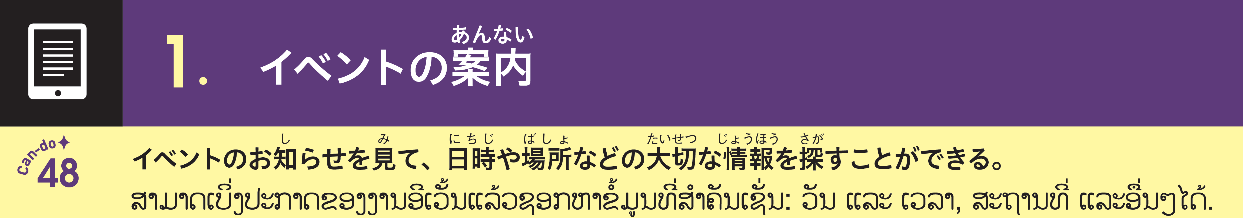 あんない
1. イベントの案内
Can-do
48
し み にちじ ばしょ たいせつ じょうほう さが
イベントのお知らせを見て、日時や場所などの大切な情報を探すことができる。
ສາມາດເບິ່ງປະກາດຂອງງານອີເວັ້ນແລ້ວຊອກຫາຂໍ້ມູນທີ່ສຳຄັນເຊັ່ນ: ວັນ ແລະ ເວລາ, ສະຖານທີ່ ແລະອື່ນໆໄດ້.